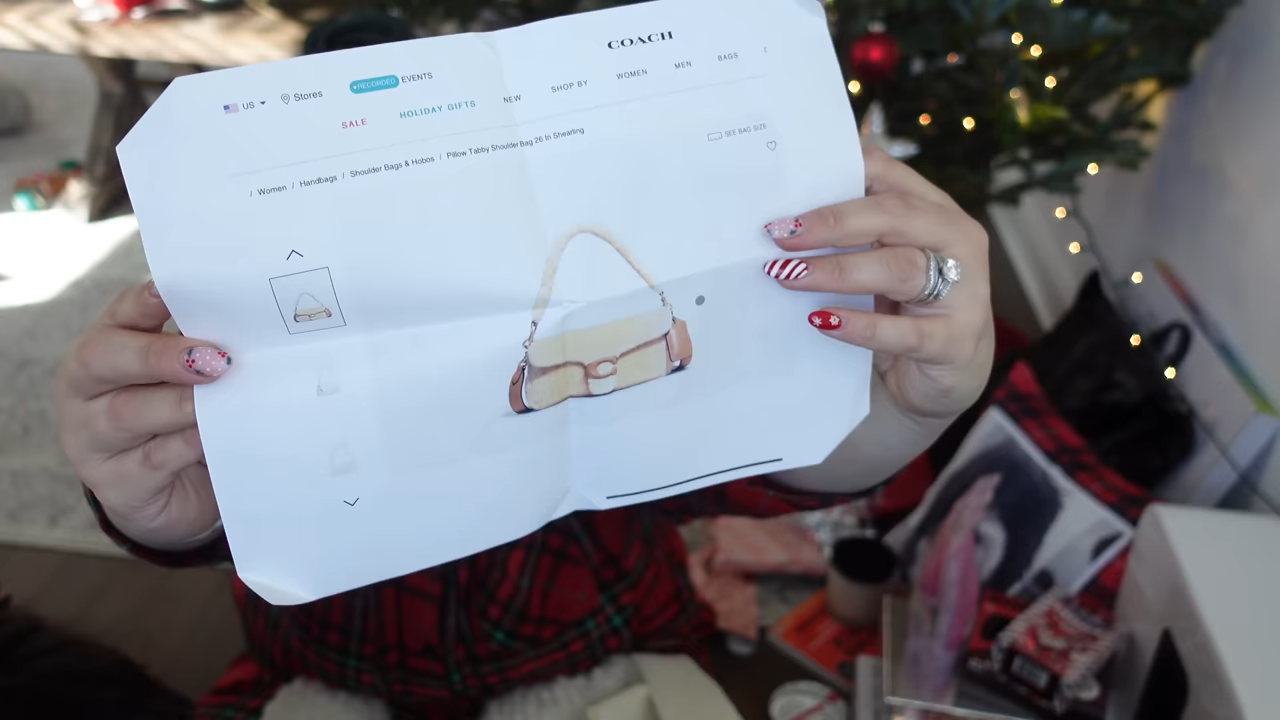 COACH
US Stores RECORDED EVENTS
SALE HOLIDAY GIFTS NEW SHOP BY WOMEN MEN BAGS
/ Women / Handbags / Shoulder Bags & Hobos / Pillow Tabby Shoulder Bag 26 In Shearling
SEE BAG SIZE